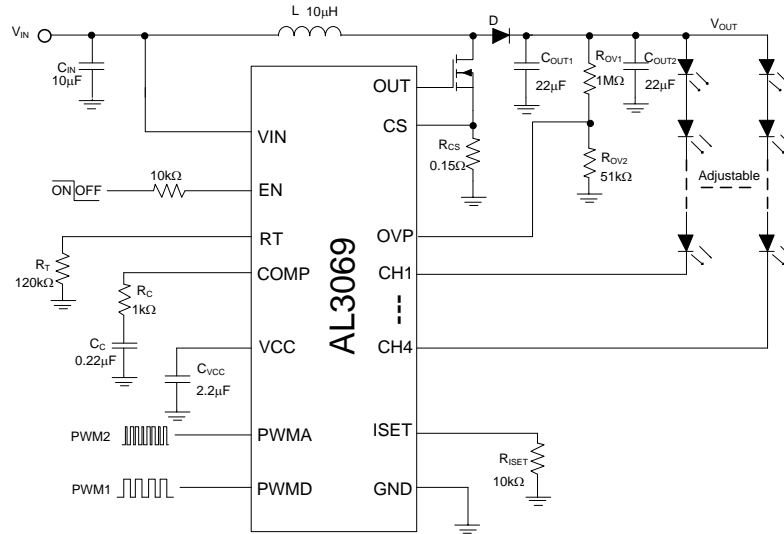 L 10μH
D
VIN
VOUT
CIN
10μF
COUT1
22μF
ROV1
1MΩ
COUT2
22μF
OUT
CS
VIN
RCS
0.15Ω
ROV2
51kΩ
Adjustable
ON OFF
10kΩ
EN
RT
RT
120kΩ
COMP
RC
1kΩ
CC
0.22μF
VCC
CVCC
2.2μF
AL3069
OVP
CH1
CH4
PWM2
PWMA
PWM1
PWMD
ISET
RISET
10kΩ
GND